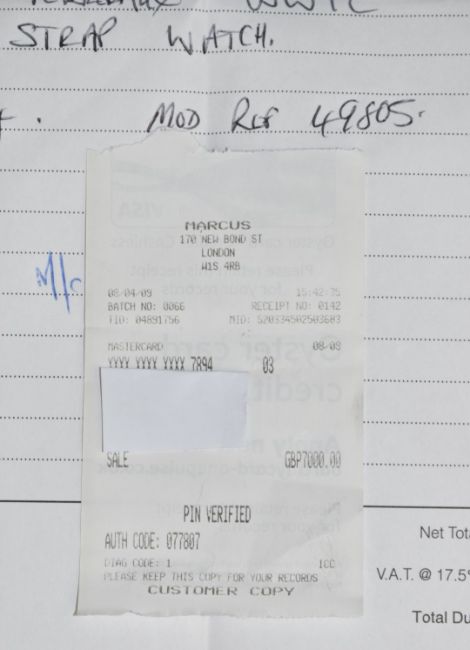 STRAP WATCH.
MOD REF 49805.
M/C
MARCUS
170 NEW BOND ST
LONDON
W1S 4RB
08/04/09 15:42:35
BATCH NO: 0066 RECEIPT NO: 0142
TID: 04891756 MID: 520334502503603
MASTERCARD 08/09
XXXX XXXX XXXX 7894 03
SALE GBP7000.00
PIN VERIFIED
AUTH CODE: 077807
DIAG CODE: 1 ICC
PLEASE KEEP THIS COPY FOR YOUR RECORDS
CUSTOMER COPY
Net Tota
V.A.T. @ 17.5%
Total Du